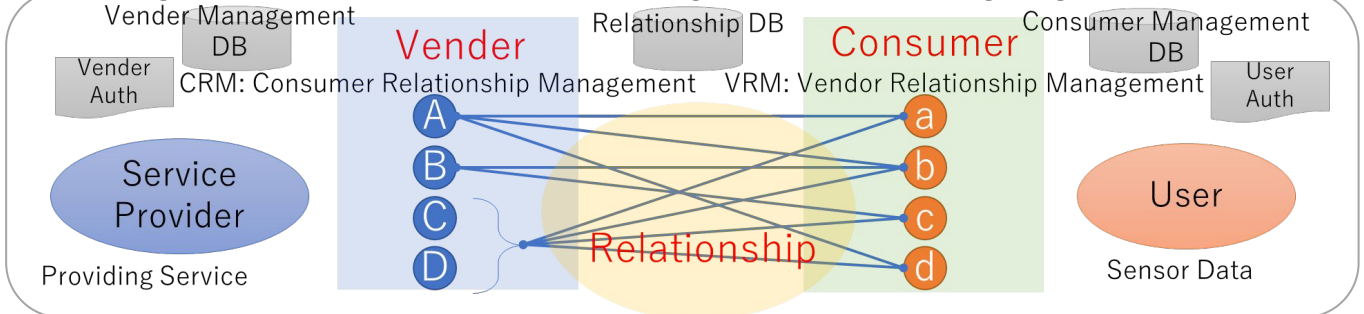 Vender Management
DB
Relationship DB
Consumer Management
DB
Vender
Consumer
Vender
Auth
CRM: Consumer Relationship Management
VRM: Vendor Relationship Management
User
Auth
A
a
B
b
C
c
D
d
Service
Provider
Relationship
User
Providing Service
Sensor Data